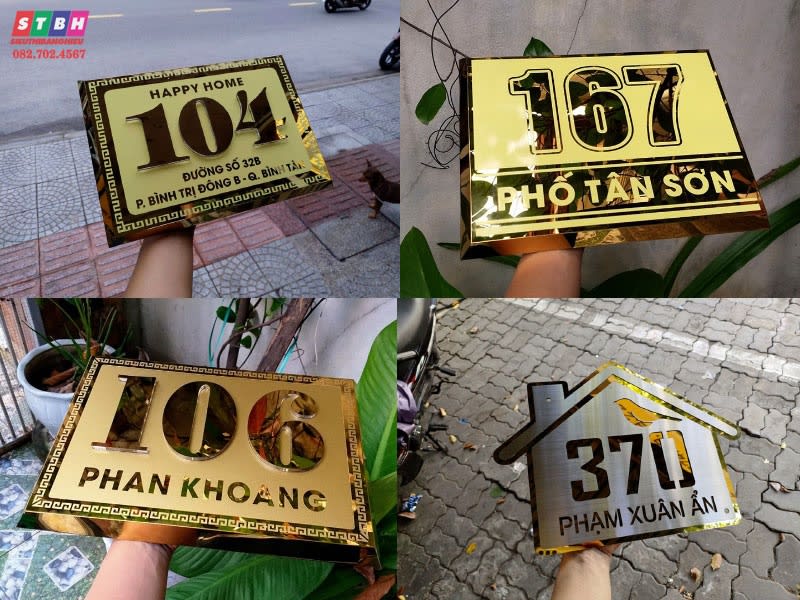 STBH
SIEUTHIBANGHIEU
082.702.4567
HAPPY HOME
104
ĐƯỜNG SỐ 32B
P. BÌNH TRỊ ĐÔNG B - Q. BÌNH TÂN
167
PHỐ TÂN SƠN
106
PHAN KHOANG
370
PHẠM XUÂN ẨN